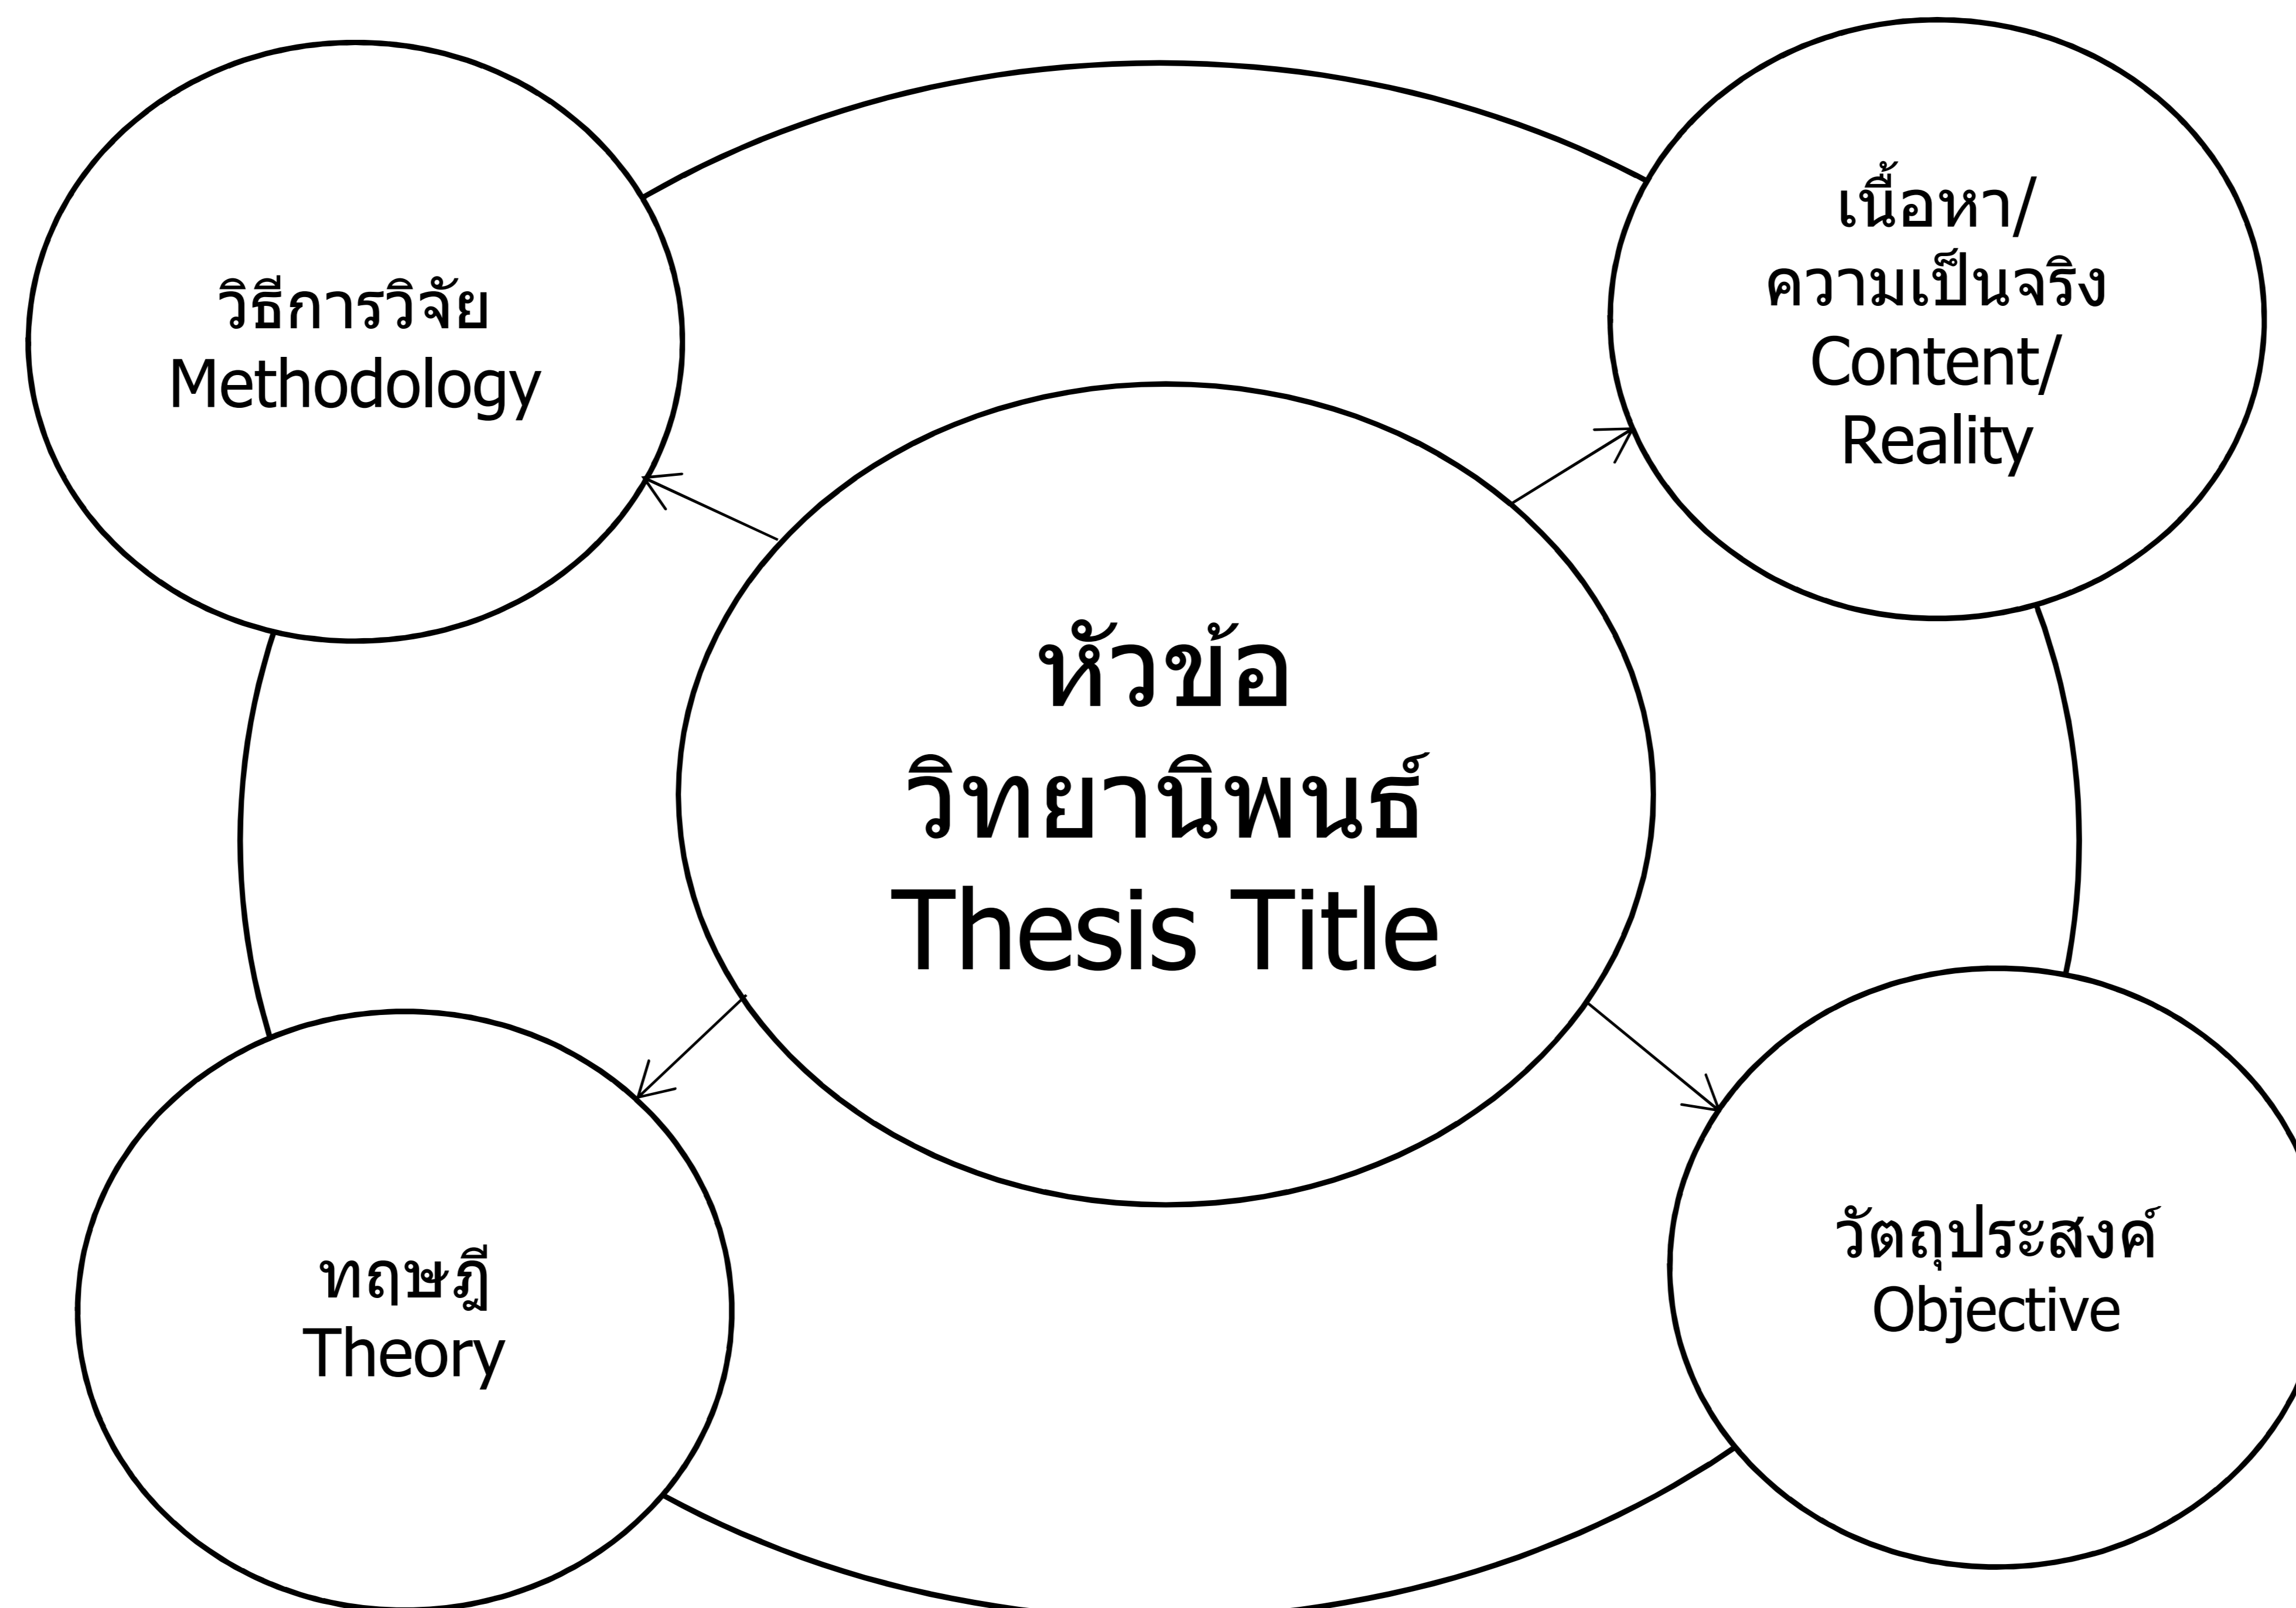 วิธีการวิจัย
Methodology
เนื้อหา/
ความเป็นจริง
Content/
Reality
หัวข้อ
วิทยานิพนธ์
Thesis Title
ทฤษฎี
Theory
วัตถุประสงค์
Objective